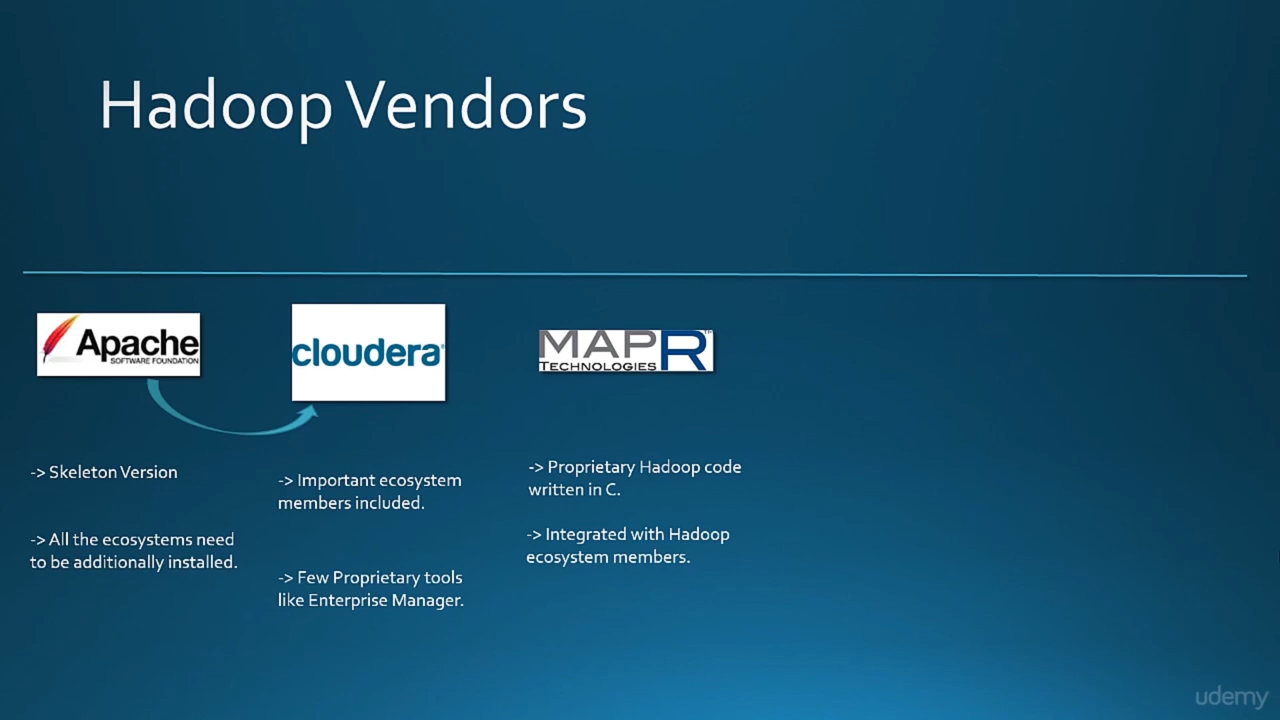 Hadoop Vendors
Apache
SOFTWARE FOUNDATION
cloudera®
MAPR™
TECHNOLOGIES
-> Skeleton Version
-> All the ecosystems need
to be additionally installed.
-> Important ecosystem
members included.
-> Few Proprietary tools
like Enterprise Manager.
-> Proprietary Hadoop code
written in C.
-> Integrated with Hadoop
ecosystem members.
udemy